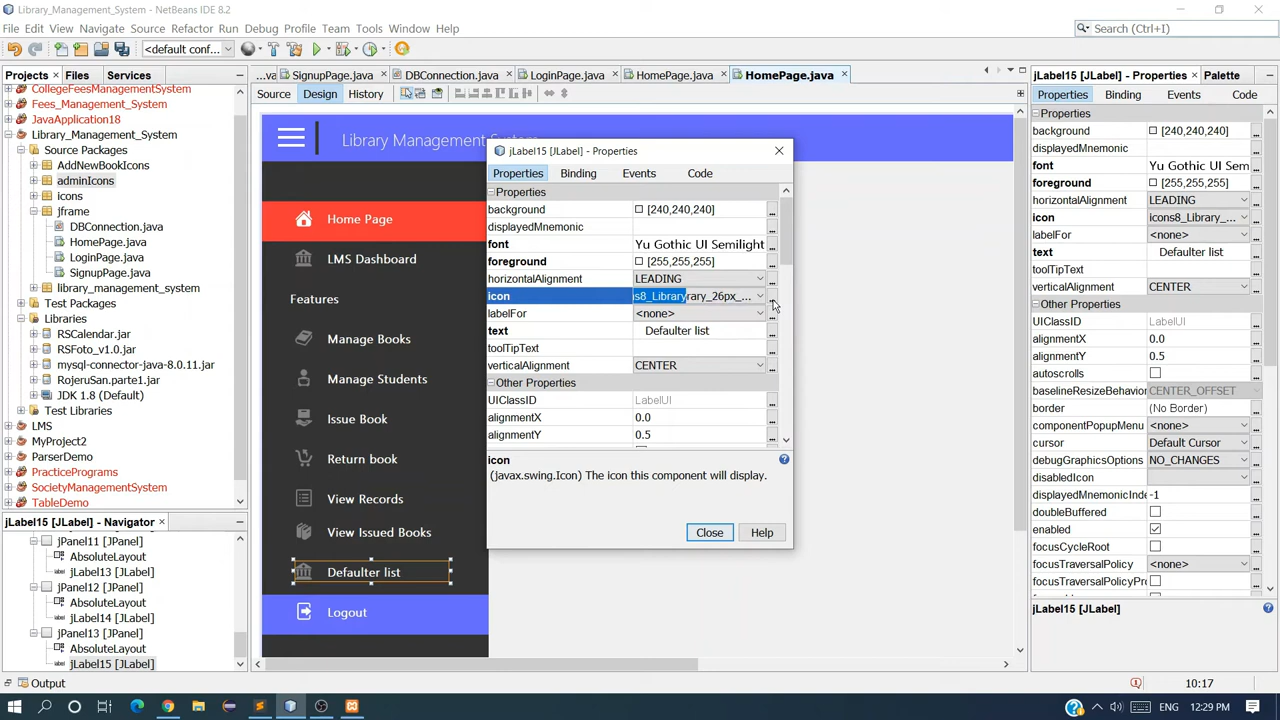 Library_Management_System - NetBeans IDE 8.2
File Edit View Navigate Source Refactor Run Debug Profile Team Tools Window Help
Search (Ctrl+I)
<default conf...
Projects
Files
Services
CollegeFeesManagementSystem
Fees_Management_System
JavaApplication18
Library_Management_System
Source Packages
AddNewBookIcons
adminIcons
icons
jframe
DBConnection.java
HomePage.java
LoginPage.java
SignupPage.java
library_management_system
Test Packages
Libraries
RSCalendar.jar
RSFoto_v1.0.jar
mysql-connector-java-8.0.11.jar
RojeruSan.parte1.jar
JDK 1.8 (Default)
Test Libraries
LMS
MyProject2
ParserDemo
PracticePrograms
SocietyManagementSystem
TableDemo
jLabel15 [JLabel] - Navigator
jPanel11 [JPanel]
AbsoluteLayout
jLabel13 [JLabel]
jPanel12 [JPanel]
AbsoluteLayout
jLabel14 [JLabel]
jPanel13 [JPanel]
AbsoluteLayout
jLabel15 [JLabel]
Output
...va
SignupPage.java
DBConnection.java
LoginPage.java
HomePage.java
HomePage.java
Source
Design
History
Library Management
Home Page
LMS Dashboard
Features
Manage Books
Manage Students
Issue Book
Return book
View Records
View Issued Books
Defaulter list
Logout
jLabel15 [JLabel] - Properties
Properties
Binding
Events
Code
Properties
background [240,240,240]
displayedMnemonic
font Yu Gothic UI Semilight
foreground [255,255,255]
horizontalAlignment LEADING
icon s8_Libraryrary_26px_...
labelFor <none>
text Defaulter list
toolTipText
verticalAlignment CENTER
Other Properties
UIClassID LabelUI
alignmentX 0.0
alignmentY 0.5
icon
(javax.swing.Icon) The icon this component will display.
Close
Help
jLabel15 [JLabel] - Properties
Palette
Properties
Binding
Events
Code
Properties
background [240,240,240]
displayedMnemonic
font Yu Gothic UI Semil
foreground [255,255,255]
horizontalAlignment LEADING
icon icons8_Library_...
labelFor <none>
text Defaulter list
toolTipText
verticalAlignment CENTER
Other Properties
UIClassID LabelUI
alignmentX 0.0
alignmentY 0.5
autoscrolls
baselineResizeBehavior CENTER_OFFSET
border (No Border)
componentPopupMenu <none>
cursor Default Cursor
debugGraphicsOptions NO_CHANGES
disabledIcon
displayedMnemonicInde -1
doubleBuffered
enabled
focusCycleRoot
focusTraversalPolicy <none>
focusTraversalPolicyPro
jLabel15 [JLabel]
10:17
ENG
12:29 PM